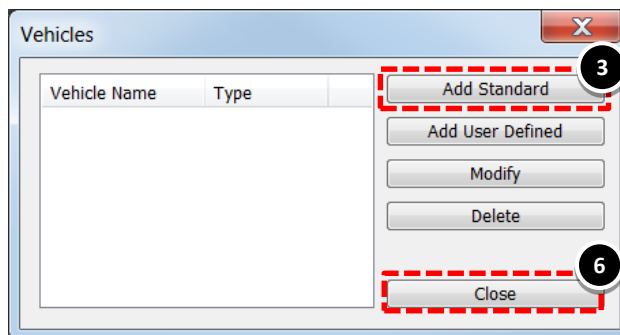 Vehicles
X
3
Vehicle Name Type
Add Standard
Add User Defined
Modify
Delete
6
Close